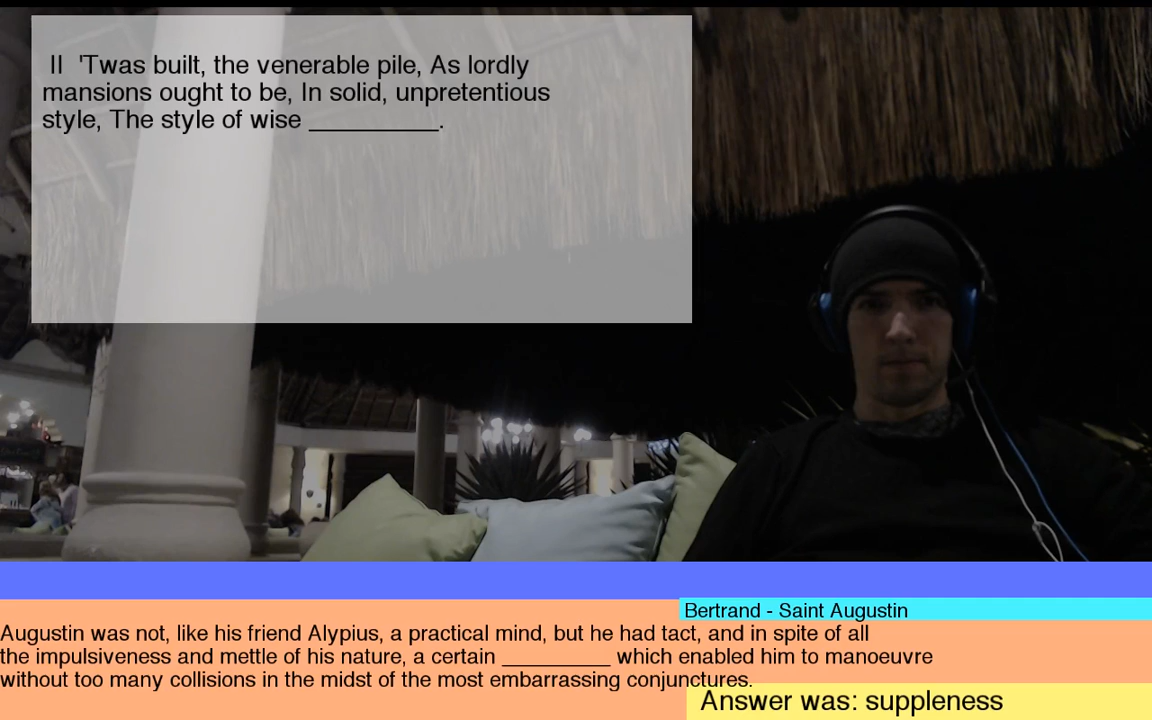 II 'Twas built, the venerable pile, As lordly
mansions ought to be, In solid, unpretentious
style, The style of wise __________.
Bertrand - Saint Augustin
Augustin was not, like his friend Alypius, a practical mind, but he had tact, and in spite of all
the impulsiveness and mettle of his nature, a certain __________ which enabled him to manoeuvre
without too many collisions in the midst of the most embarrassing conjunctures.
Answer was: suppleness